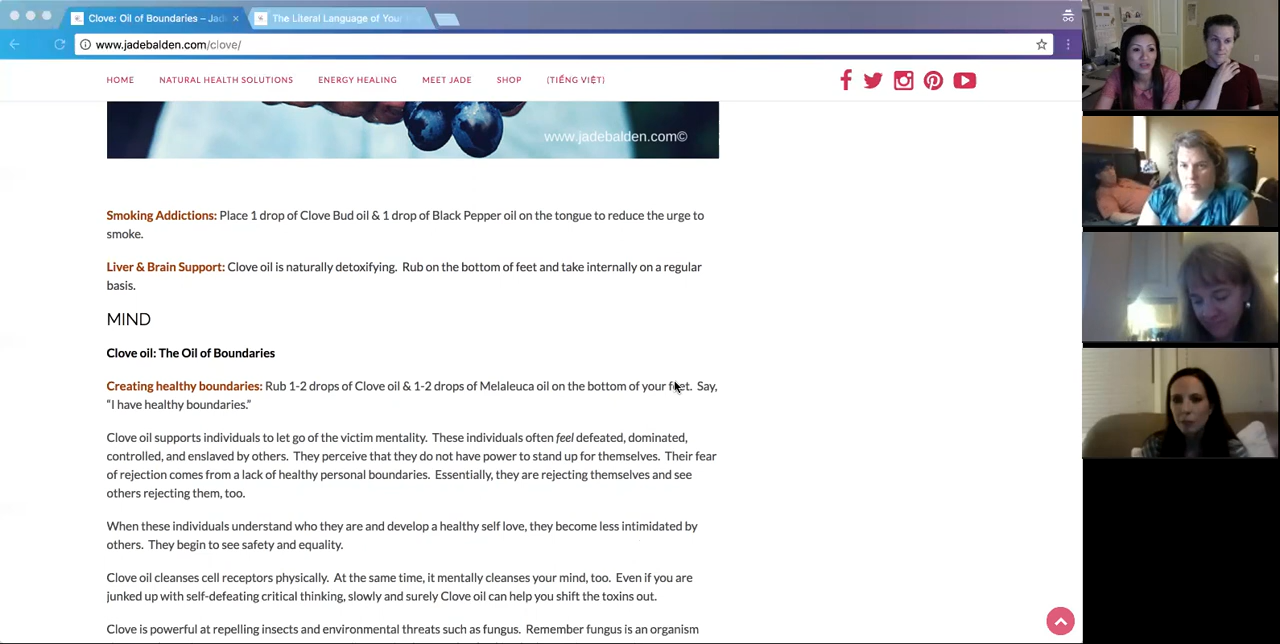 Clove: Oil of Boundaries – Jade
The Literal Language of Your
www.jadebalden.com/clove/
HOME NATURAL HEALTH SOLUTIONS ENERGY HEALING MEET JADE SHOP (TIẾNG VIỆT)
www.jadebalden.com©
Smoking Addictions: Place 1 drop of Clove Bud oil & 1 drop of Black Pepper oil on the tongue to reduce the urge to
smoke.
Liver & Brain Support: Clove oil is naturally detoxifying. Rub on the bottom of feet and take internally on a regular
basis.
MIND
Clove oil: The Oil of Boundaries
Creating healthy boundaries: Rub 1-2 drops of Clove oil & 1-2 drops of Melaleuca oil on the bottom of your feet. Say,
“I have healthy boundaries.”
Clove oil supports individuals to let go of the victim mentality. These individuals often feel defeated, dominated,
controlled, and enslaved by others. They perceive that they do not have power to stand up for themselves. Their fear
of rejection comes from a lack of healthy personal boundaries. Essentially, they are rejecting themselves and see
others rejecting them, too.
When these individuals understand who they are and develop a healthy self love, they become less intimidated by
others. They begin to see safety and equality.
Clove oil cleanses cell receptors physically. At the same time, it mentally cleanses your mind, too. Even if you are
junked up with self-defeating critical thinking, slowly and surely Clove oil can help you shift the toxins out.
Clove is powerful at repelling insects and environmental threats such as fungus. Remember fungus is an organism